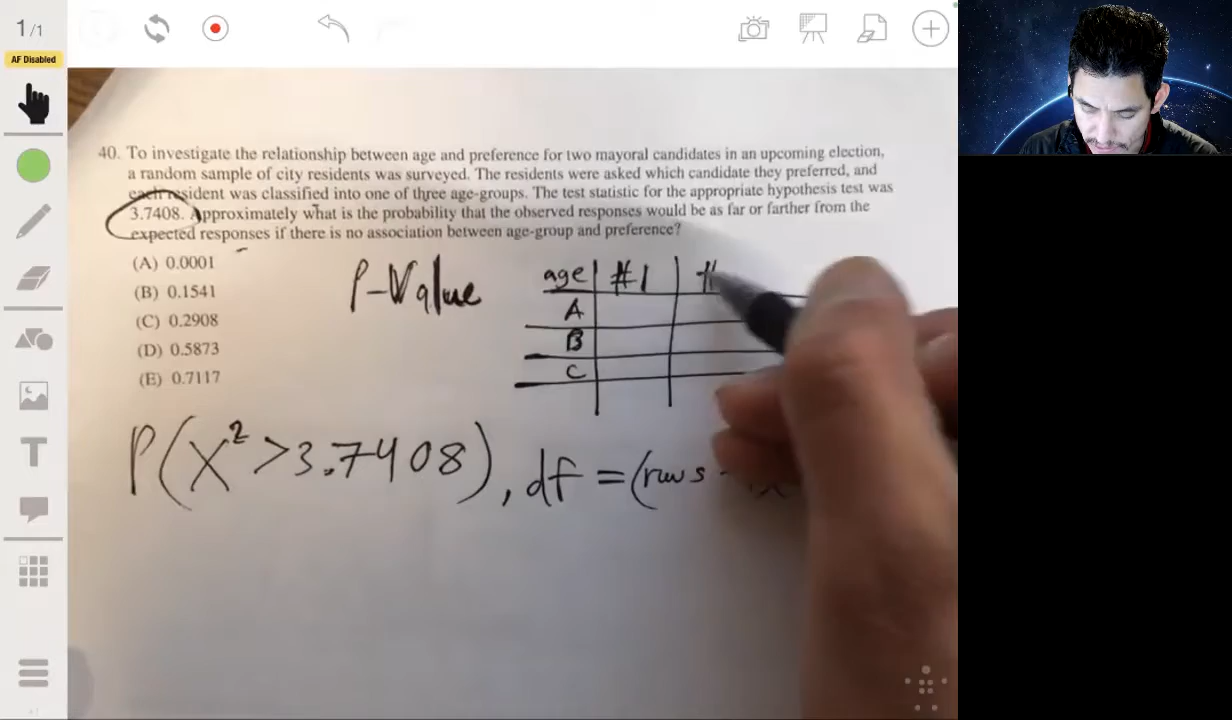 1/1
AF Disabled
40. To investigate the relationship between age and preference for two mayoral candidates in an upcoming election,
a random sample of city residents was surveyed. The residents were asked which candidate they preferred, and
each resident was classified into one of three age-groups. The test statistic for the appropriate hypothesis test was
3.7408. Approximately what is the probability that the observed responses would be as far or farther from the
expected responses if there is no association between age-group and preference?
(A) 0.0001
(B) 0.1541
(C) 0.2908
(D) 0.5873
(E) 0.7117
P-Value
age #1 #
A
B
C
P(X² >3.7408), df = (rows -
T